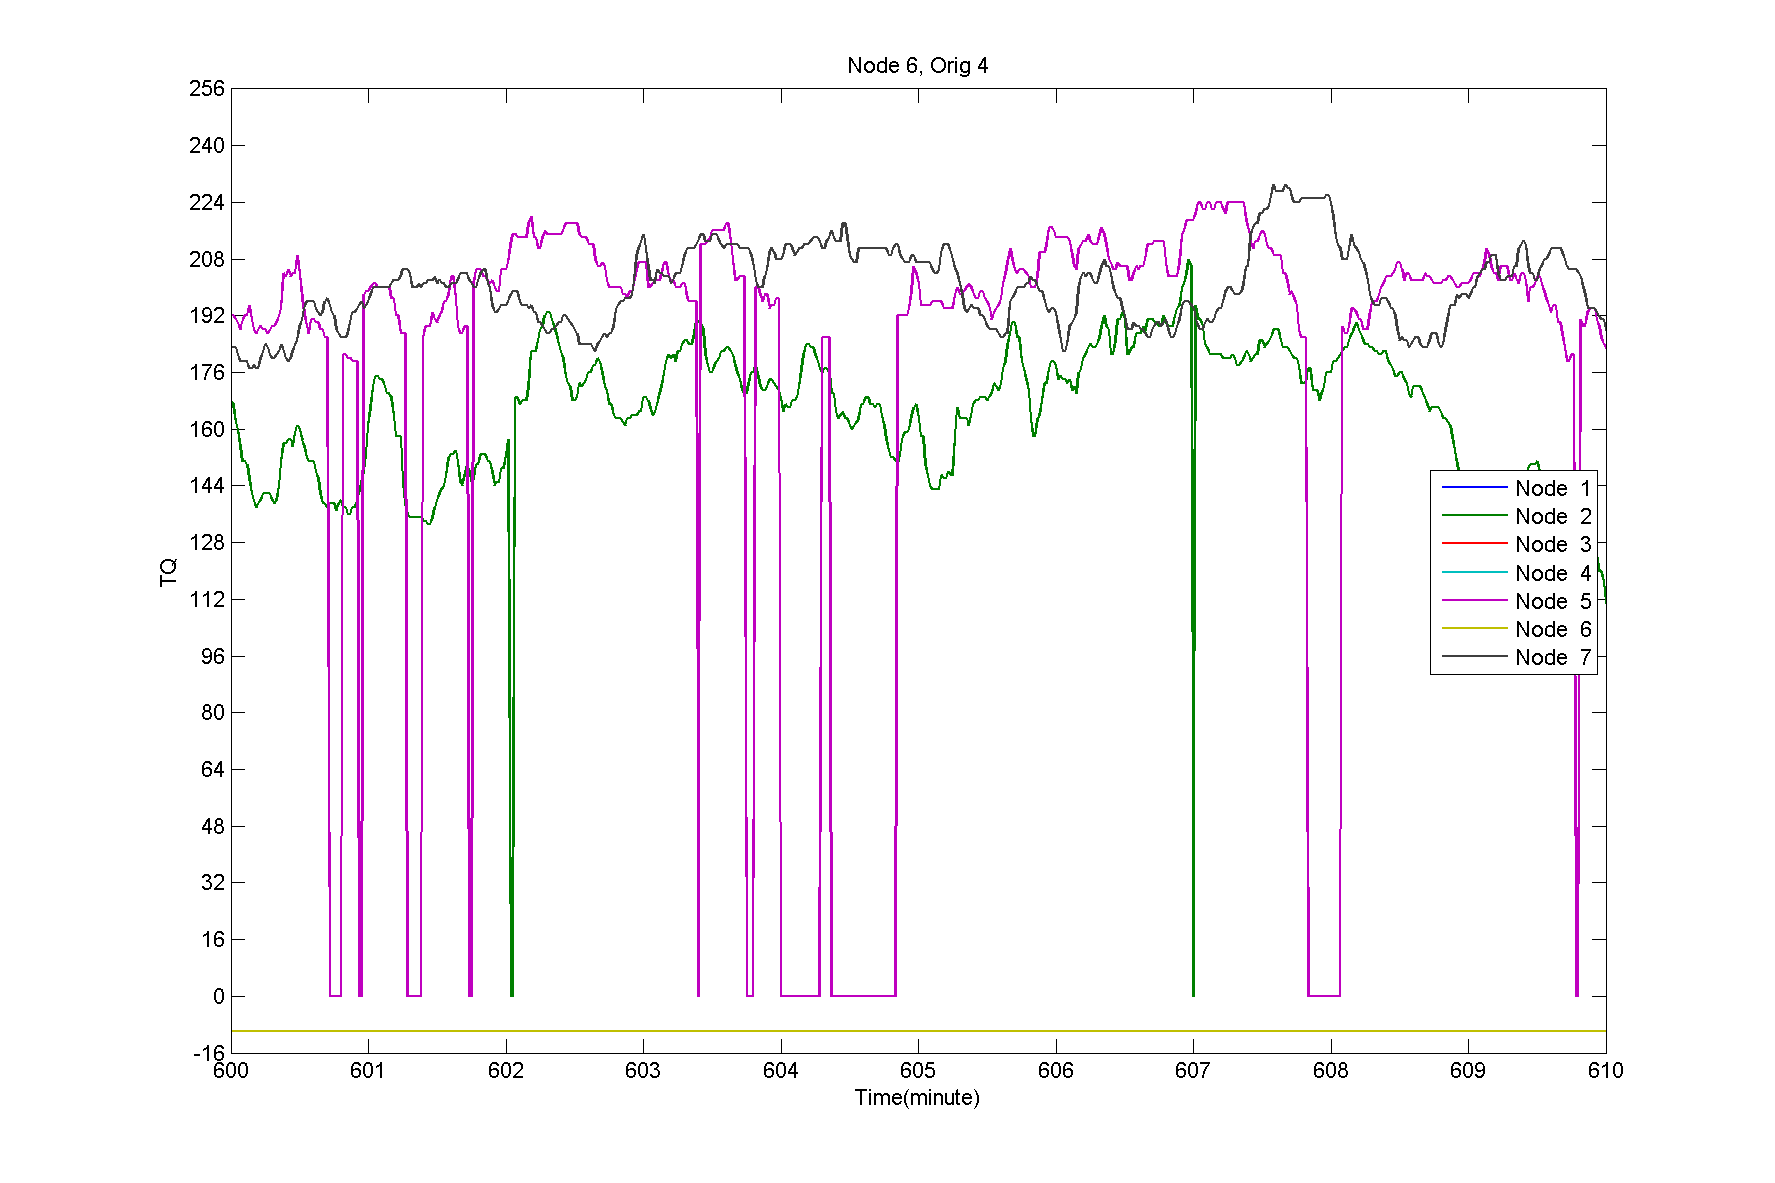 Node 6, Orig 4
256
240
224
208
192
176
160
144
128
112
96
80
64
48
32
16
0
-16
TQ
Node 1
Node 2
Node 3
Node 4
Node 5
Node 6
Node 7
600 601 602 603 604 605 606 607 608 609 610
Time(minute)